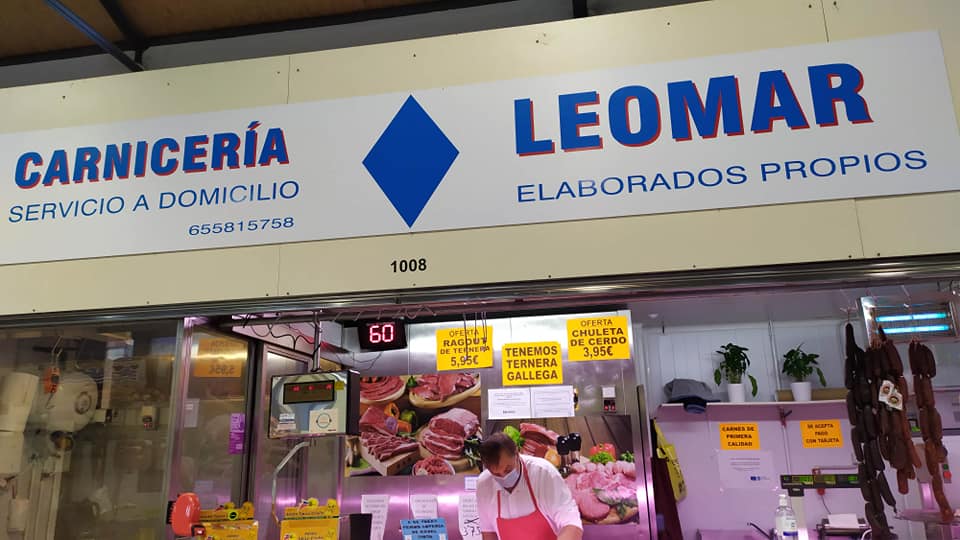 CARNICERÍA
SERVICIO A DOMICILIO
655815758
LEOMAR
ELABORADOS PROPIOS
1008
60
OFERTA
RAGOUT
DE TERNERA
5,95€
TENEMOS
TERNERA
GALLEGA
OFERTA
CHULETA
DE CERDO
3,95€
CARNES DE
PRIMERA
CALIDAD
SE ACEPTA
PAGO
CON TARJETA